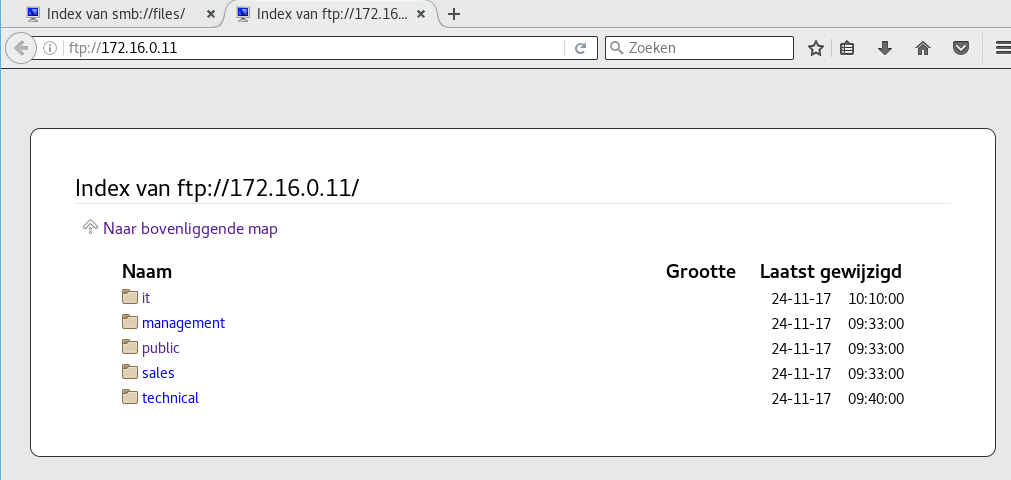 Index van smb://files/
Index van ftp://172.16...
ftp://172.16.0.11
Zoeken
Index van ftp://172.16.0.11/
Naar bovenliggende map
Naam Grootte Laatst gewijzigd
it 24-11-17 10:10:00
management 24-11-17 09:33:00
public 24-11-17 09:33:00
sales 24-11-17 09:33:00
technical 24-11-17 09:40:00